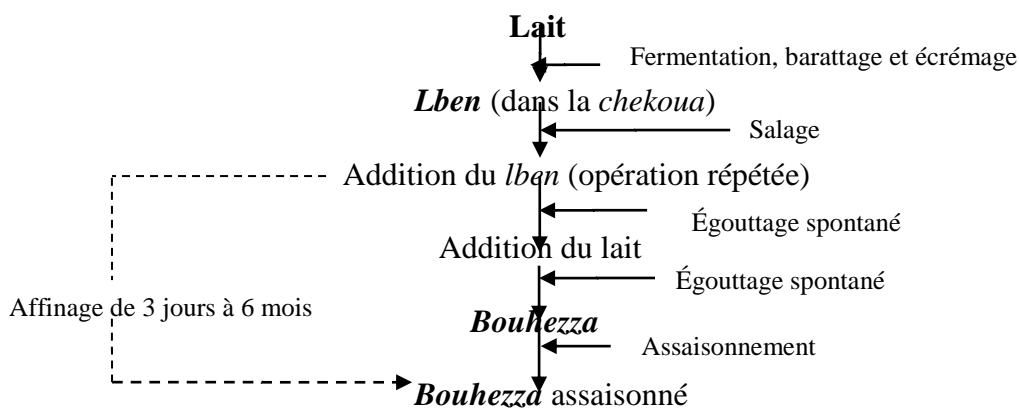 Lait
Fermentation, barattage et écrémage
Lben (dans la chekoua)
Salage
Addition du lben (opération répétée)
Égouttage spontané
Addition du lait
Égouttage spontané
Affinage de 3 jours à 6 mois
Bouhezza
Assaisonnement
Bouhezza assaisonné